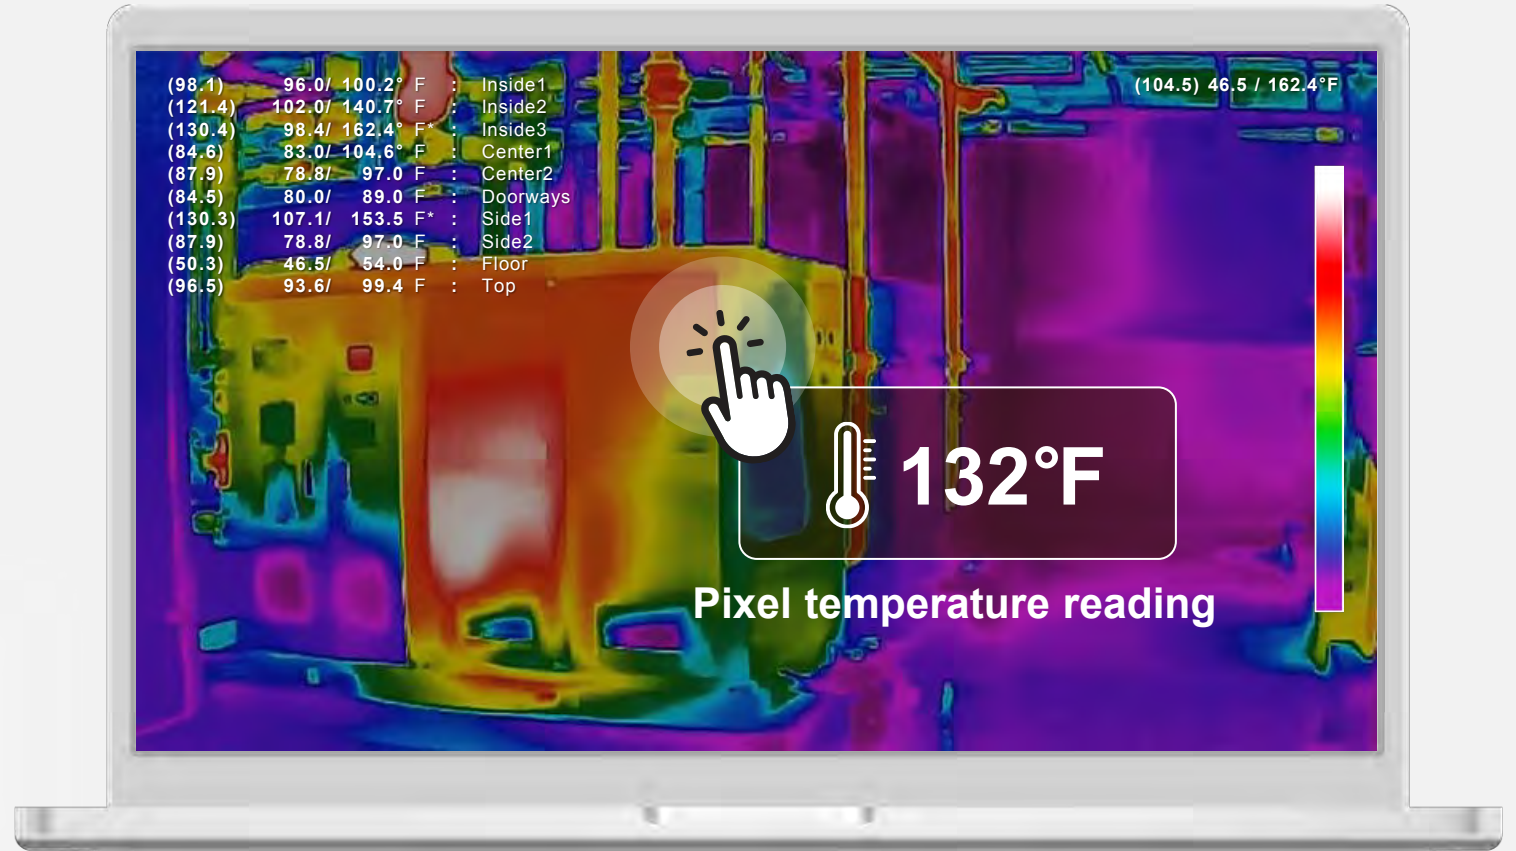 (98.1) 96.0/ 100.2° F : Inside1
(121.4) 102.0/ 140.7° F : Inside2
(130.4) 98.4/ 162.4° F* : Inside3
(84.6) 83.0/ 104.6° F : Center1
(87.9) 78.8/ 97.0 F : Center2
(84.5) 80.0/ 89.0 F : Doorways
(130.3) 107.1/ 153.5 F* : Side1
(87.9) 78.8/ 97.0 F : Side2
(50.3) 46.5/ 54.0 F : Floor
(96.5) 93.6/ 99.4 F : Top
(104.5) 46.5 / 162.4°F
132°F
Pixel temperature reading